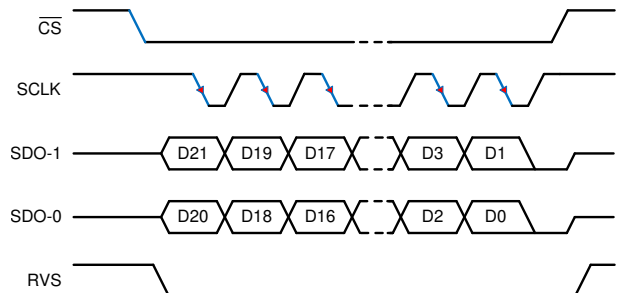 CS
SCLK
SDO-1 D21 D19 D17 D3 D1
SDO-0 D20 D18 D16 D2 D0
RVS